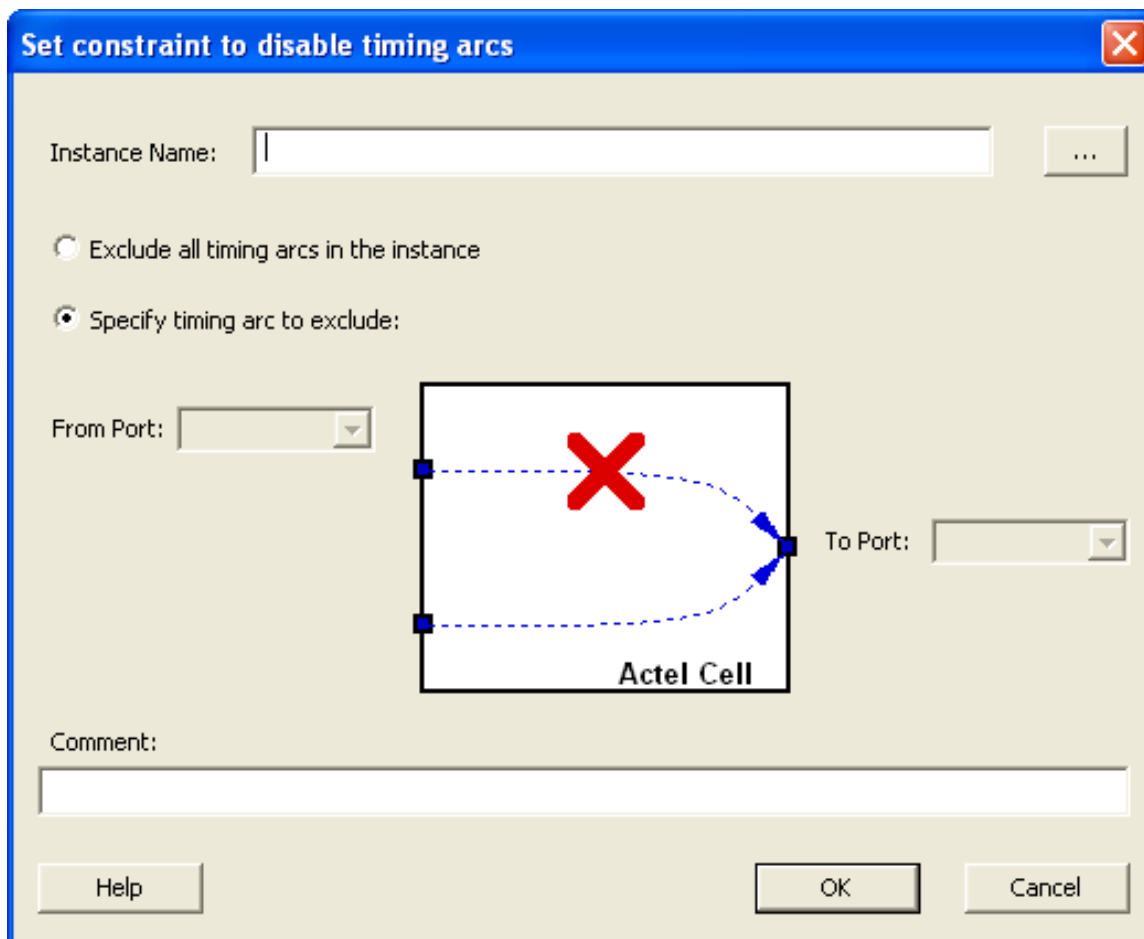 Set constraint to disable timing arcs
Instance Name:
...
Exclude all timing arcs in the instance
Specify timing arc to exclude:
From Port:
To Port:
Actel Cell
Comment:
Help
OK
Cancel